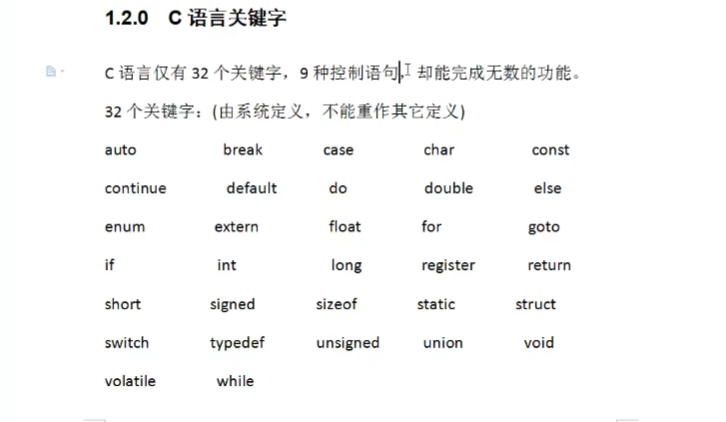 1.2.0 C 语言关键字
C 语言仅有 32 个关键字，9 种控制语句，却能完成无数的功能。
32 个关键字：(由系统定义，不能重作其它定义)
auto break case char const
continue default do double else
enum extern float for goto
if int long register return
short signed sizeof static struct
switch typedef unsigned union void
volatile while